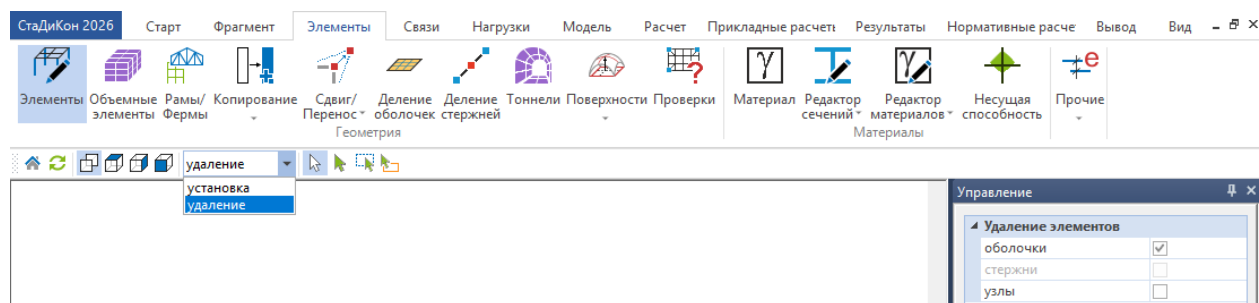 СтаДиКон 2026 Старт Фрагмент Элементы Связи Нагрузки Модель Расчет Прикладные расчеть Результаты Нормативные расче Вывод Вид
Элементы Объемные элементы Рамы/ Фермы Копирование Сдвиг/ Перенос Деление оболочек Деление стержней Тоннели Поверхности Проверки Материал Редактор сечений Редактор материалов Несущая способность Прочие
Геометрия Материалы
удаление
установка
удаление
Управление
Удаление элементов
оболочки
стержни
узлы